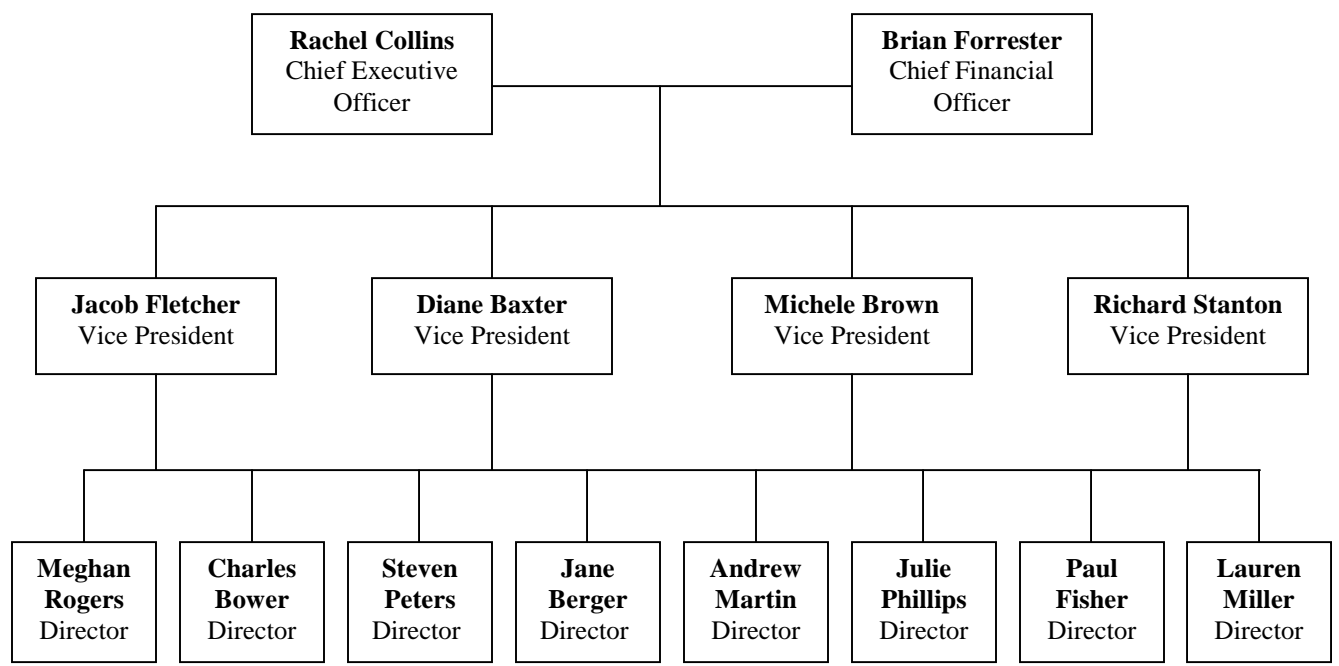 Rachel Collins
Chief Executive
Officer
Brian Forrester
Chief Financial
Officer
Jacob Fletcher
Vice President
Diane Baxter
Vice President
Michele Brown
Vice President
Richard Stanton
Vice President
Meghan
Rogers
Director
Charles
Bower
Director
Steven
Peters
Director
Jane
Berger
Director
Andrew
Martin
Director
Julie
Phillips
Director
Paul
Fisher
Director
Lauren
Miller
Director